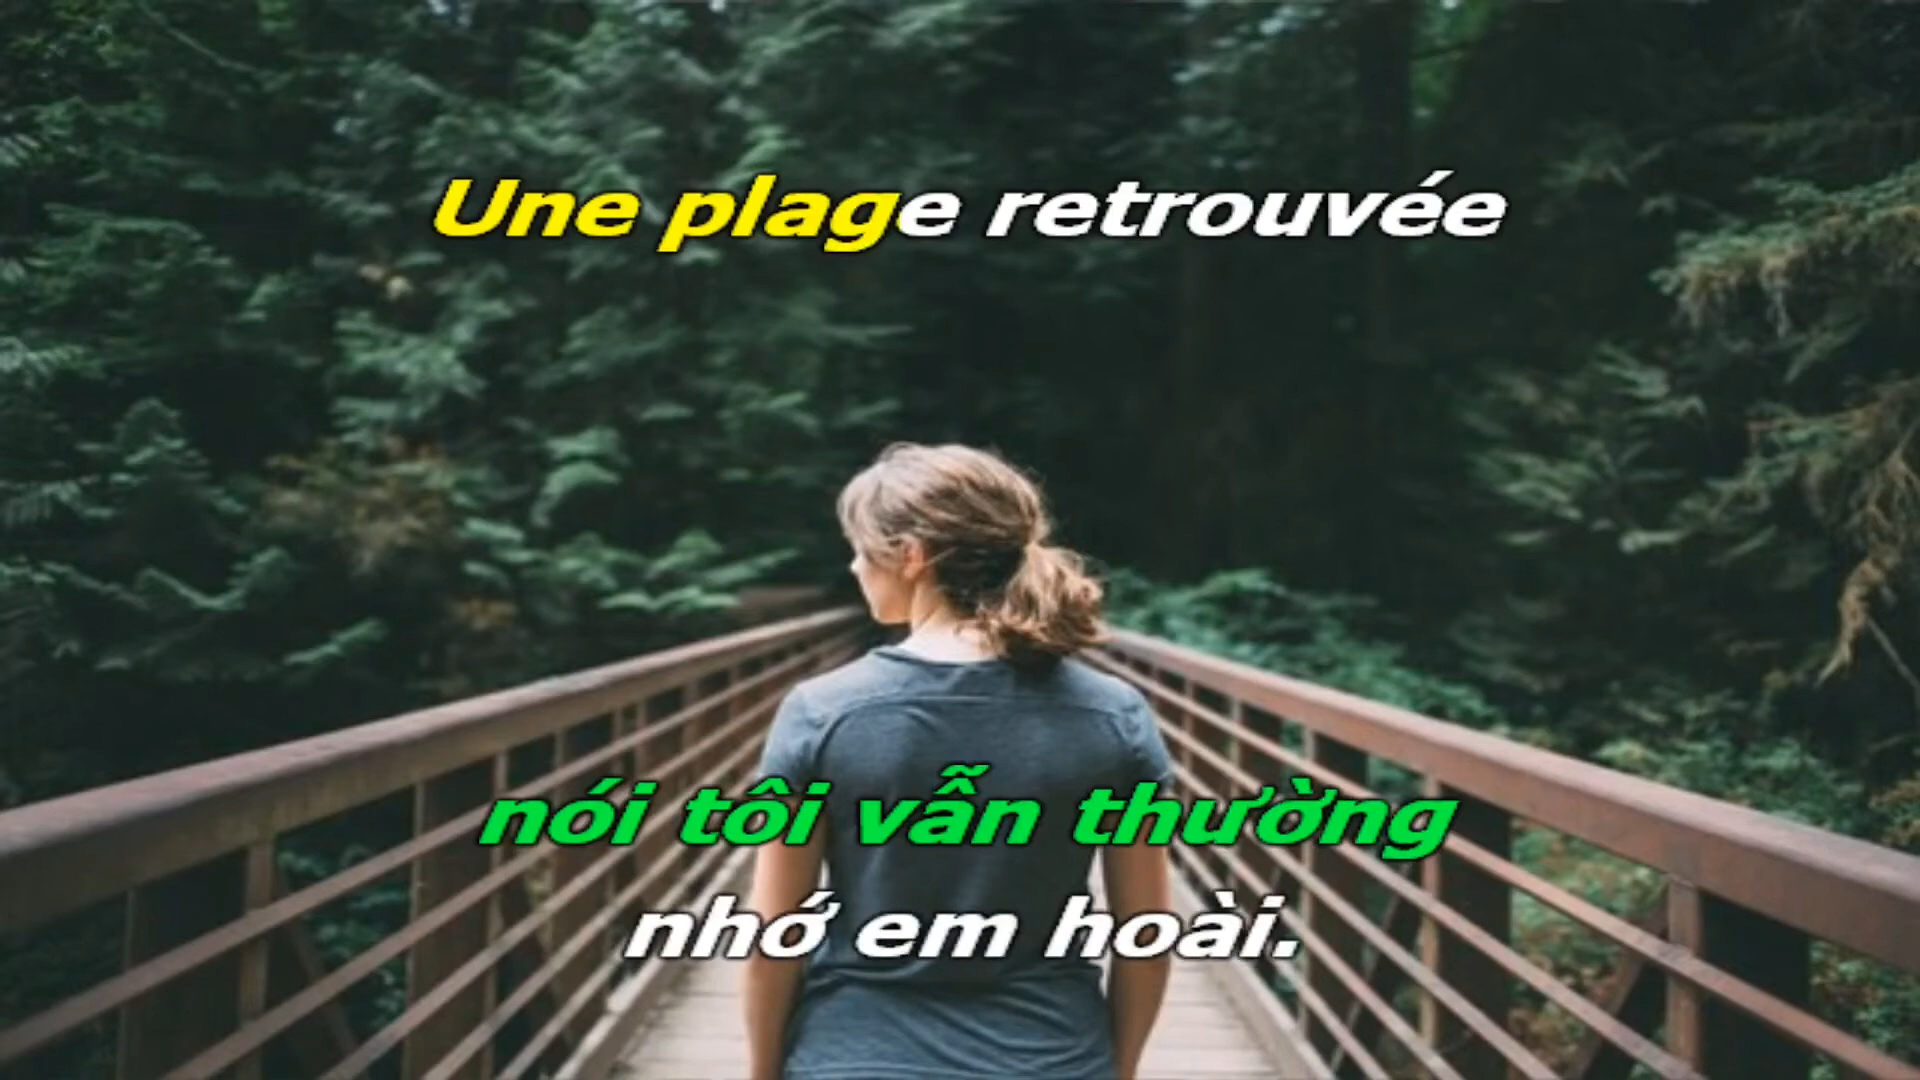 Une plage retrouvée
nói tôi vẫn thường
nhớ em hoài.